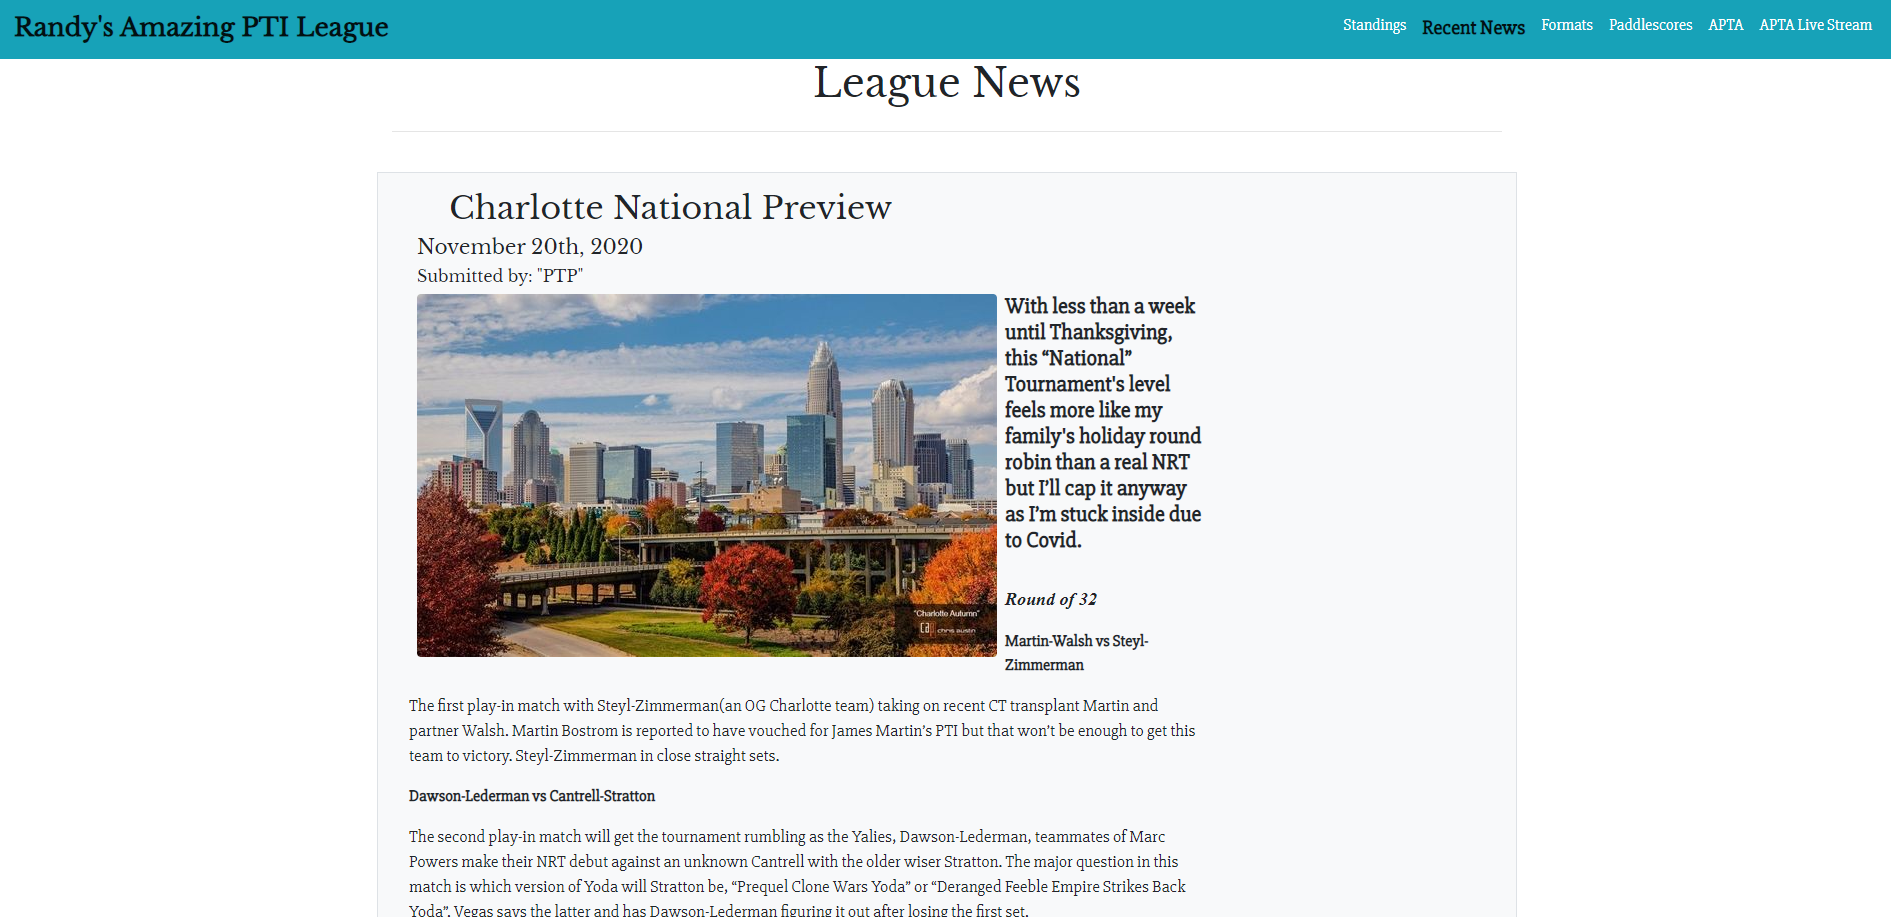 Randy's Amazing PTI League
Standings Recent News Formats Paddlescores APTA APTA Live Stream
League News
Charlotte National Preview
November 20th, 2020
Submitted by: "PTP"
With less than a week
until Thanksgiving,
this “National”
Tournament's level
feels more like my
family's holiday round
robin than a real NRT
but I’ll cap it anyway
as I’m stuck inside due
to Covid.
Round of 32
"Charlotte Autumn"
chris austin
Martin-Walsh vs Steyl-
Zimmerman
The first play-in match with Steyl-Zimmerman(an OG Charlotte team) taking on recent CT transplant Martin and
partner Walsh. Martin Bostrom is reported to have vouched for James Martin’s PTI but that won’t be enough to get this
team to victory. Steyl-Zimmerman in close straight sets.
Dawson-Lederman vs Cantrell-Stratton
The second play-in match will get the tournament rumbling as the Yalies, Dawson-Lederman, teammates of Marc
Powers make their NRT debut against an unknown Cantrell with the older wiser Stratton. The major question in this
match is which version of Yoda will Stratton be, “Prequel Clone Wars Yoda” or “Deranged Feeble Empire Strikes Back
Yoda”. Vegas says the latter and has Dawson-Lederman figuring it out after losing the first set.